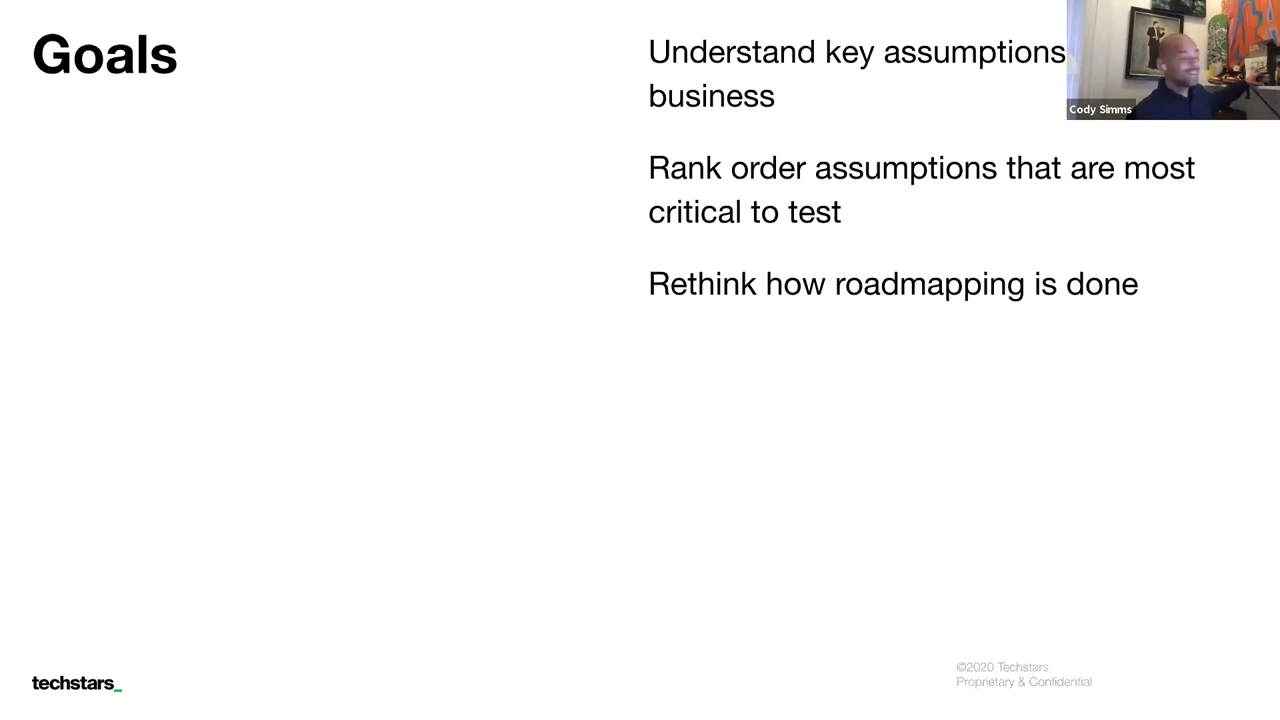 Goals
Understand key assumptions
business
Rank order assumptions that are most
critical to test
Rethink how roadmapping is done
Cody Simms
techstars_
©2020 Techstars
Proprietary & Confidential